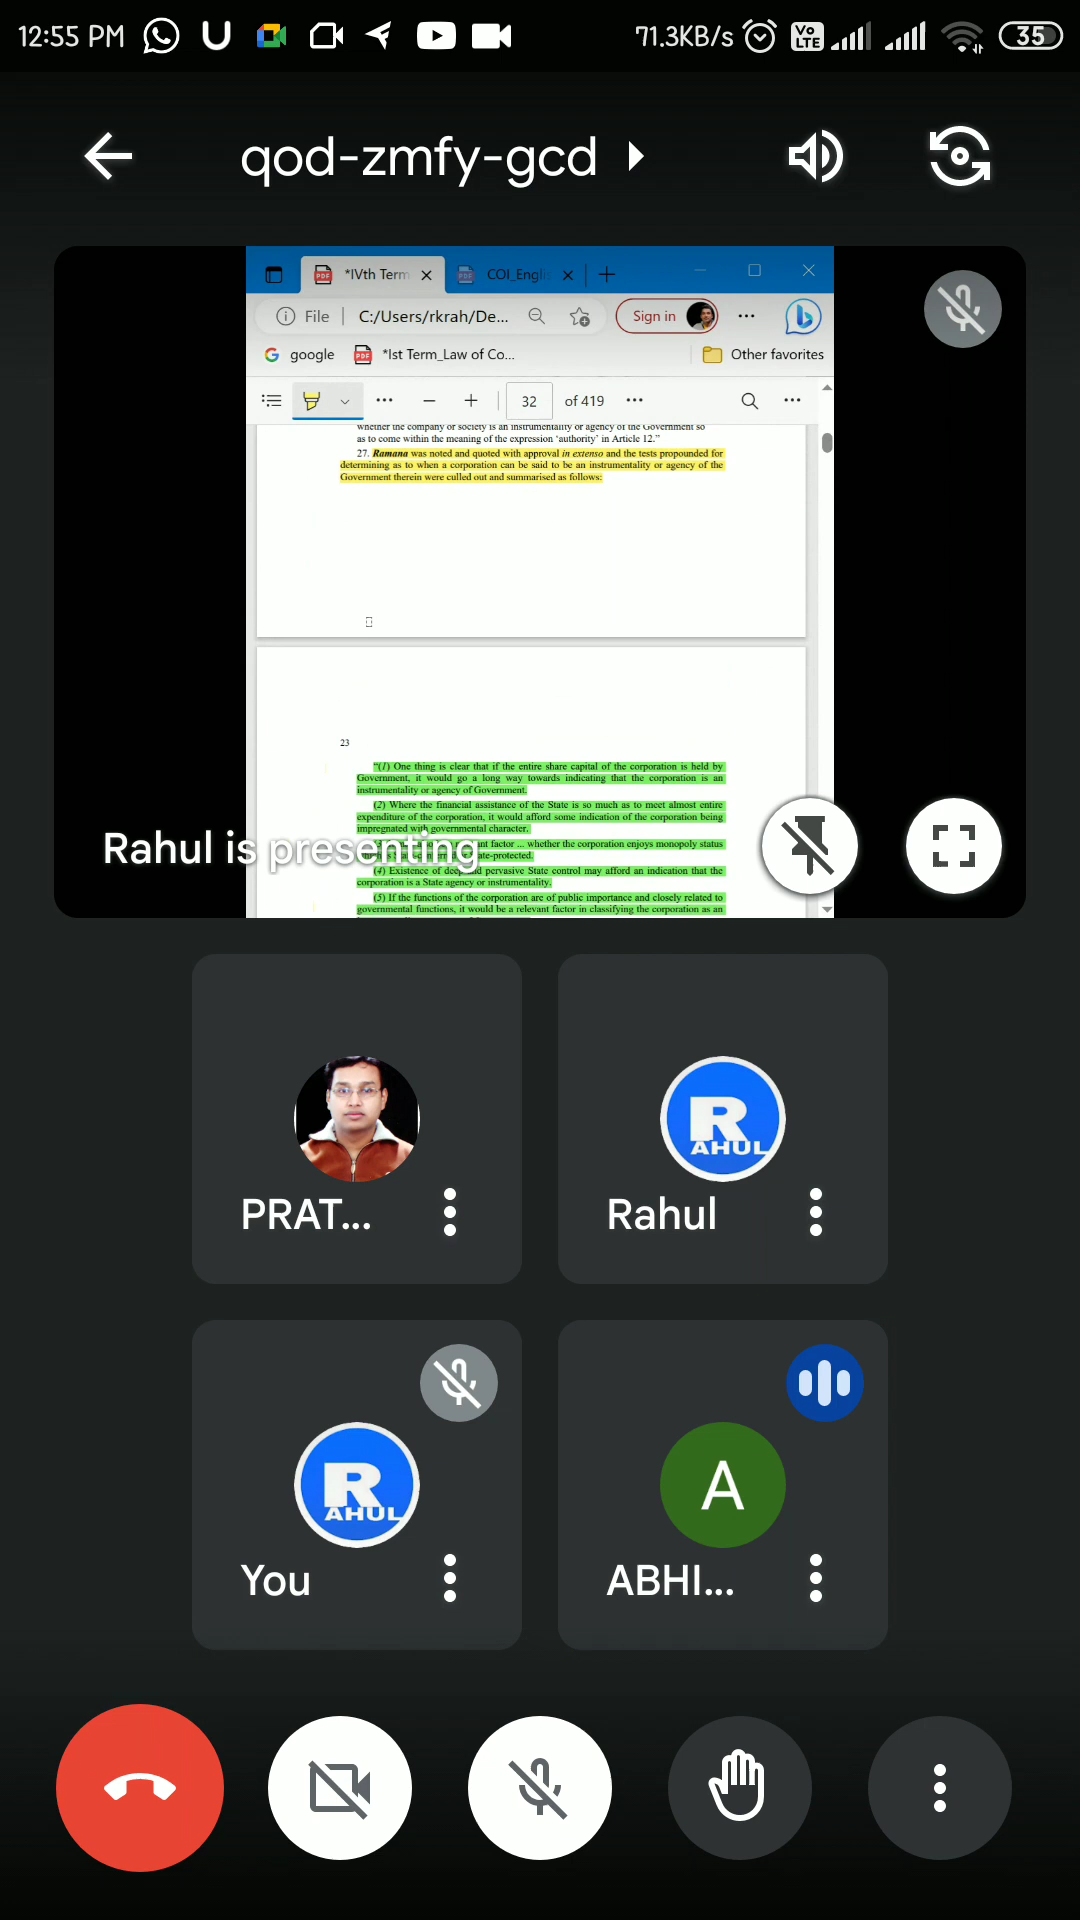 12:55 PM
71.3KB/s
Vo LTE
35
qod-zmfy-gcd
*IVth Term
COI_Englis
File
C:/Users/rkrah/De...
Sign in
google
*Ist Term_Law of Co...
Other favorites
32
of 419
whether the company or society is an instrumentality or agency of the Government so
as to come within the meaning of the expression ‘authority’ in Article 12.”
27. Ramana was noted and quoted with approval in extenso and the tests propounded for
determining as to when a corporation can be said to be an instrumentality or agency of the
Government therein were culled out and summarised as follows:
23
“(1) One thing is clear that if the entire share capital of the corporation is held by
Government, it would go a long way towards indicating that the corporation is an
instrumentality or agency of Government.
(2) Where the financial assistance of the State is so much as to meet almost entire
expenditure of the corporation, it would afford some indication of the corporation being
impregnated with governmental character.
factor ... whether the corporation enjoys monopoly status
Rahul is presenting
(4) Existence of deep and pervasive State control may afford an indication that the
corporation is a State agency or instrumentality.
(5) If the functions of the corporation are of public importance and closely related to
governmental functions, it would be a relevant factor in classifying the corporation as an
PRAT...
R
AHUL
Rahul
R
AHUL
You
A
ABHI...